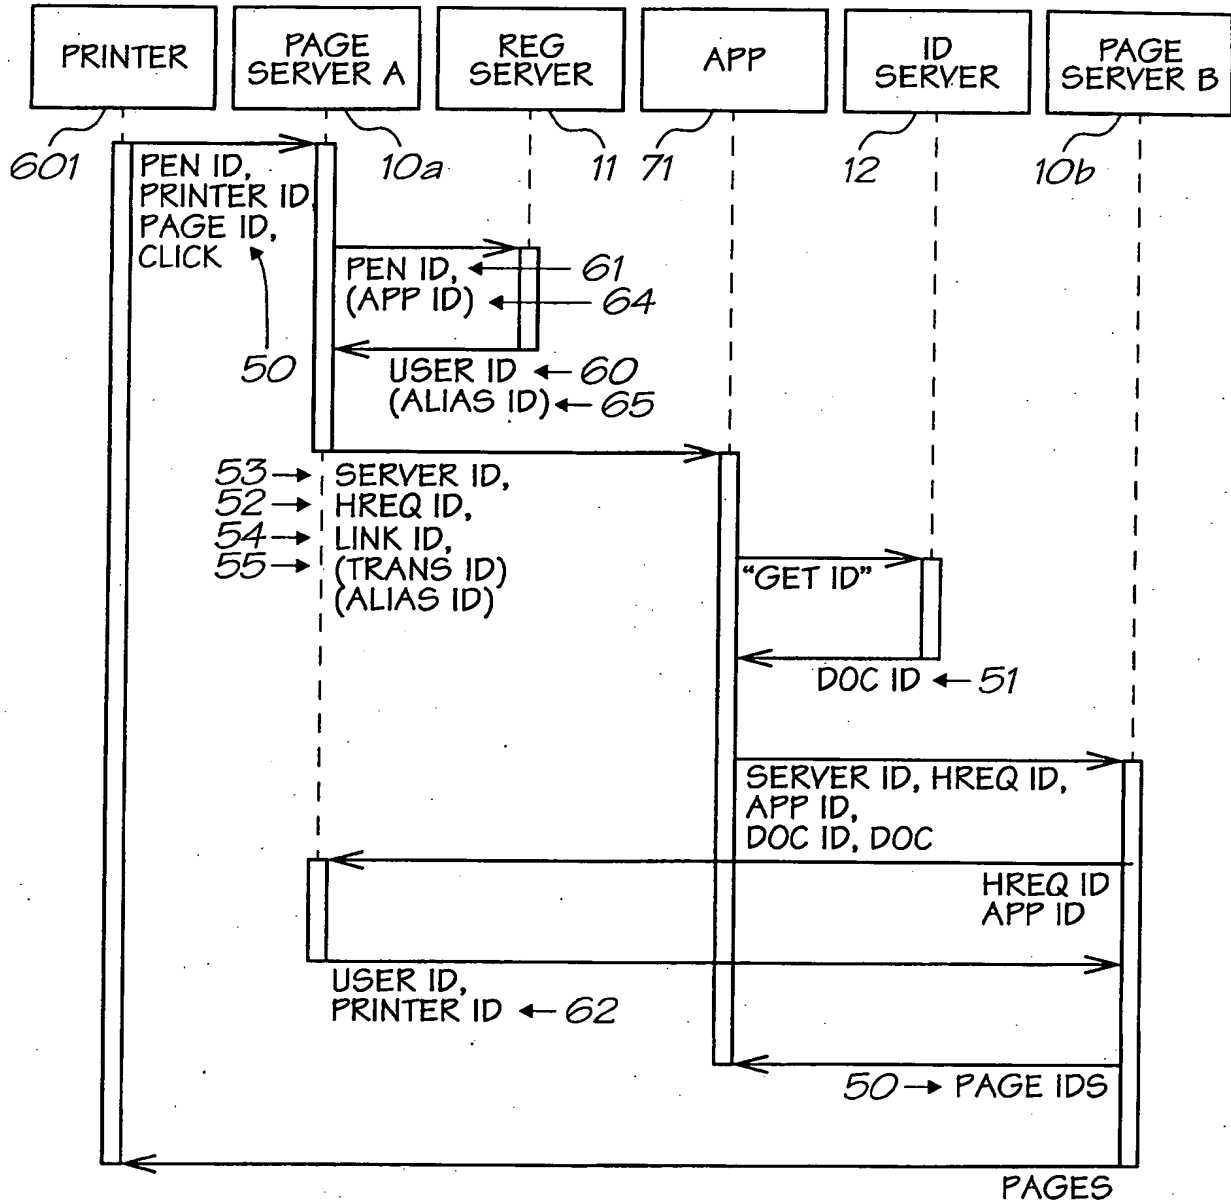 PRINTER
PAGE
SERVER A
REG
SERVER
APP
ID
SERVER
PAGE
SERVER B
601
10a
11
71
12
10b
PEN ID,
PRINTER ID
PAGE ID,
CLICK
50
PEN ID,
61
(APP ID)
64
USER ID
60
(ALIAS ID)
65
53
SERVER ID,
52
HREQ ID,
54
LINK ID,
55
(TRANS ID)
(ALIAS ID)
"GET ID"
DOC ID
51
SERVER ID, HREQ ID,
APP ID,
DOC ID, DOC
HREQ ID
APP ID
USER ID,
PRINTER ID
62
50
PAGE IDS
PAGES